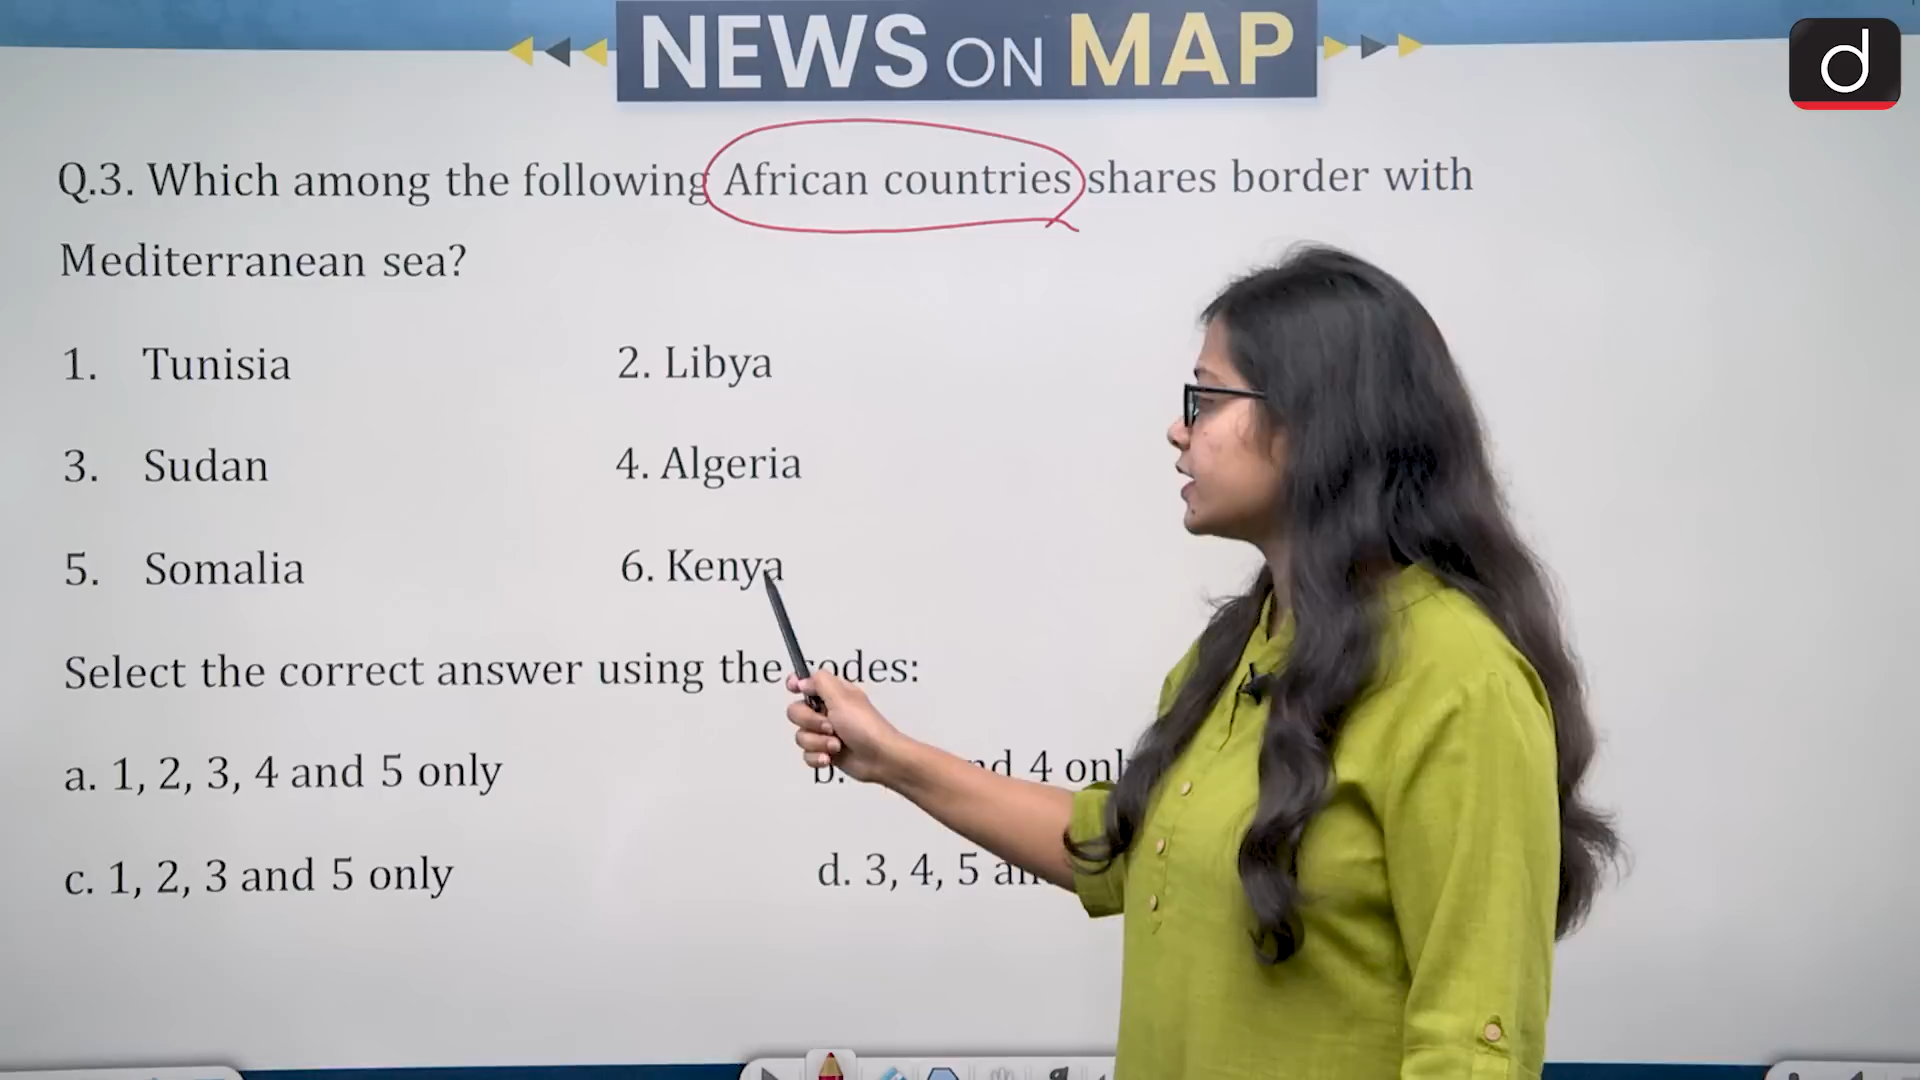 NEWS ON MAP
d
Q.3. Which among the following African countries shares border with
Mediterranean sea?
1. Tunisia
2. Libya
3. Sudan
4. Algeria
5. Somalia
6. Kenya
Select the correct answer using the codes:
a. 1, 2, 3, 4 and 5 only
b. 4 only
c. 1, 2, 3 and 5 only
d. 3, 4, 5